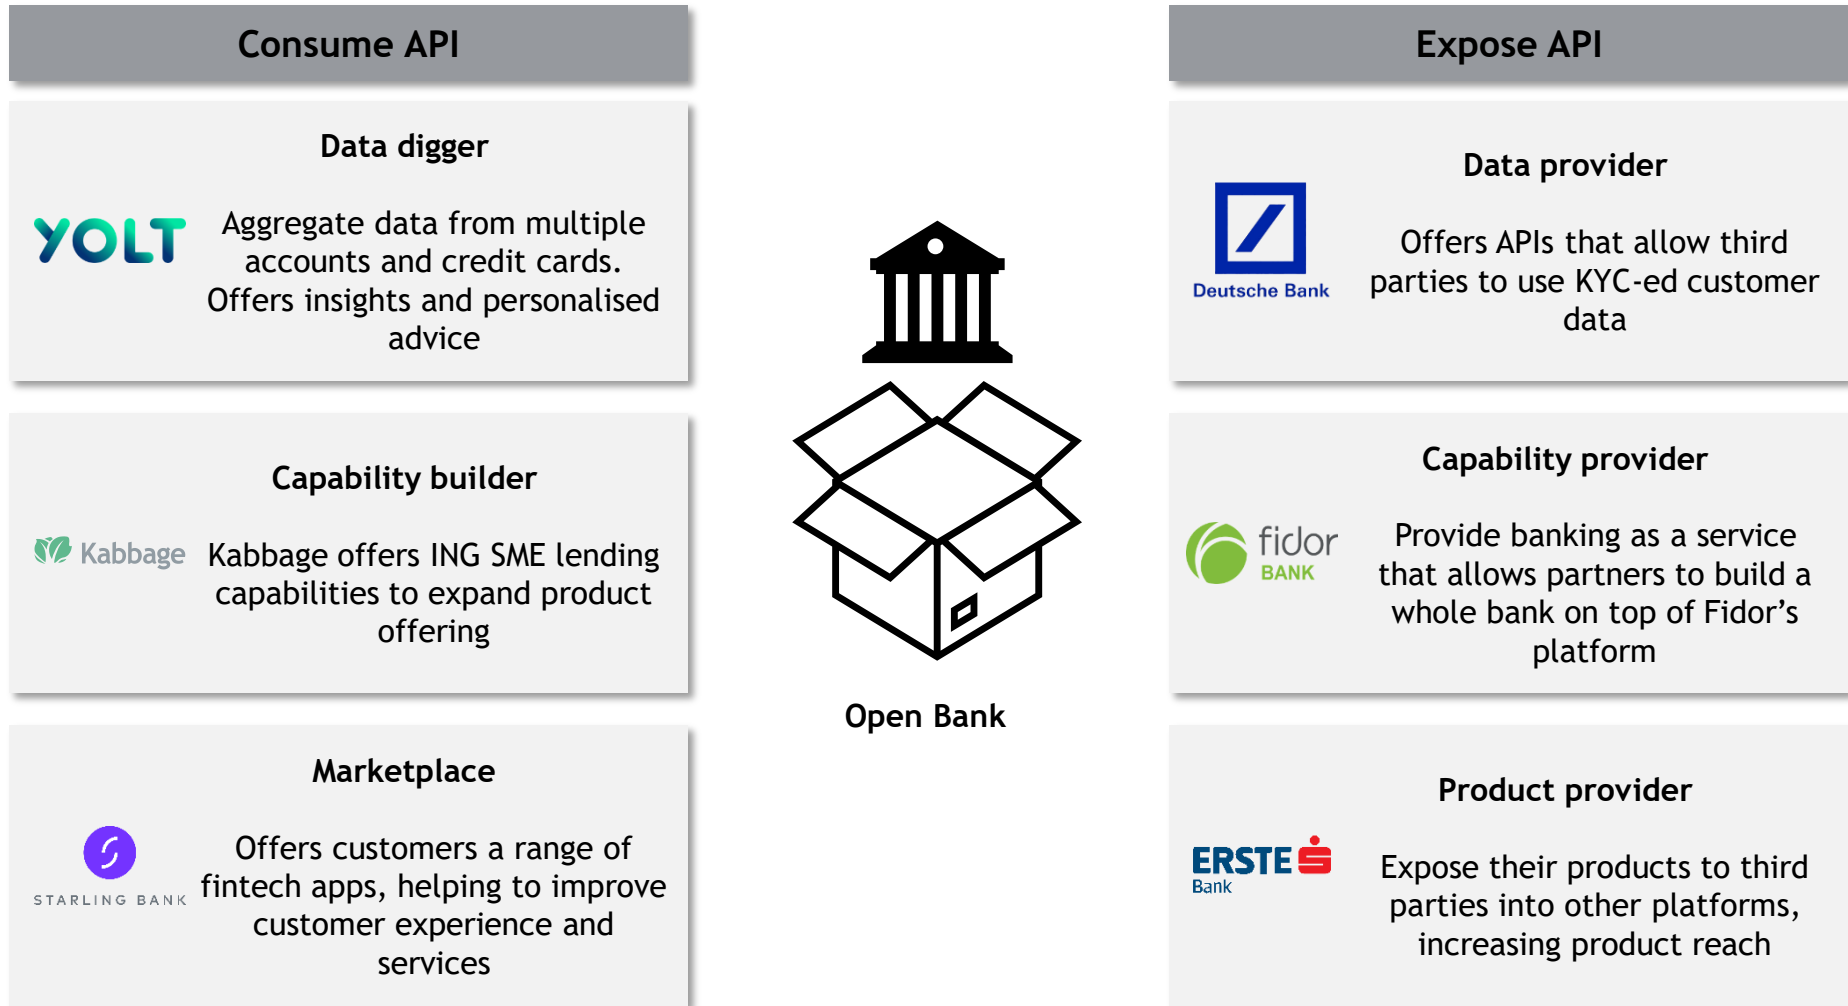 Consume API
Data digger
YOLT
Aggregate data from multiple
accounts and credit cards.
Offers insights and personalised
advice
Capability builder
Kabbage
Kabbage offers ING SME lending
capabilities to expand product
offering
Marketplace
STARLING BANK
Offers customers a range of
fintech apps, helping to improve
customer experience and
services
Open Bank
Expose API
Data provider
Deutsche Bank
Offers APIs that allow third
parties to use KYC-ed customer
data
Capability provider
fidor
BANK
Provide banking as a service
that allows partners to build a
whole bank on top of Fidor’s
platform
Product provider
ERSTE
Bank
Expose their products to third
parties into other platforms,
increasing product reach